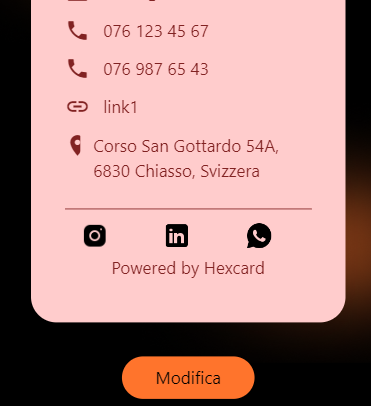 076 123 45 67
076 987 65 43
link1
Corso San Gottardo 54A,
6830 Chiasso, Svizzera
in
Powered by Hexcard
Modifica